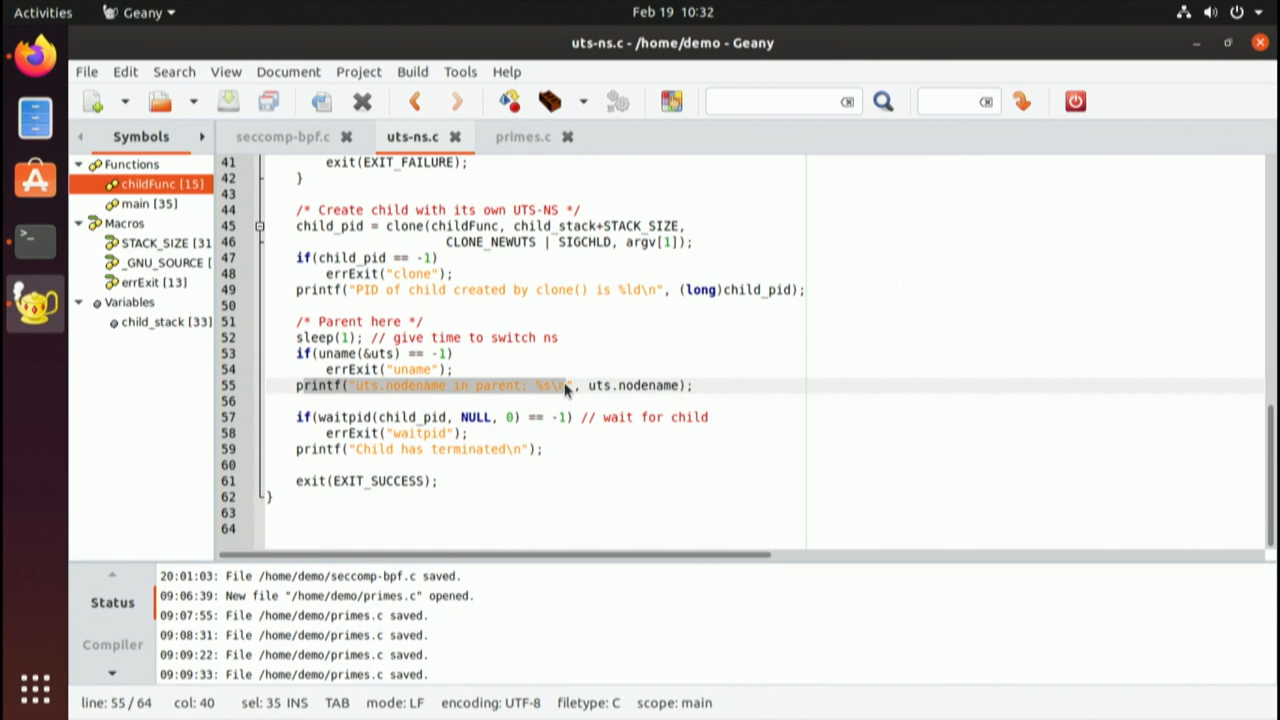 Activities
Geany
Feb 19 10:32
uts-ns.c - /home/demo - Geany
File Edit Search View Document Project Build Tools Help
Symbols
seccomp-bpf.c
uts-ns.c
primes.c
Functions
childFunc [15]
main [35]
Macros
STACK_SIZE [31
_GNU_SOURCE [
errExit [13]
Variables
child_stack [33]
41 exit(EXIT_FAILURE);
42 }
43
44 /* Create child with its own UTS-NS */
45 child_pid = clone(childFunc, child_stack+STACK_SIZE,
46 CLONE_NEWUTS | SIGCHLD, argv[1]);
47 if(child_pid == -1)
48 errExit("clone");
49 printf("PID of child created by clone() is %ld\n", (long)child_pid);
50
51 /* Parent here */
52 sleep(1); // give time to switch ns
53 if(uname(&uts) == -1)
54 errExit("uname");
55 printf("uts.nodename in parent: %s\n", uts.nodename);
56
57 if(waitpid(child_pid, NULL, 0) == -1) // wait for child
58 errExit("waitpid");
59 printf("Child has terminated\n");
60
61 exit(EXIT_SUCCESS);
62 }
63
64
Status
Compiler
20:01:03: File /home/demo/seccomp-bpf.c saved.
09:06:39: New file "/home/demo/primes.c" opened.
09:07:55: File /home/demo/primes.c saved.
09:08:31: File /home/demo/primes.c saved.
09:09:22: File /home/demo/primes.c saved.
09:09:33: File /home/demo/primes.c saved.
line: 55 / 64 col: 40 sel: 35 INS TAB mode: LF encoding: UTF-8 filetype: C scope: main